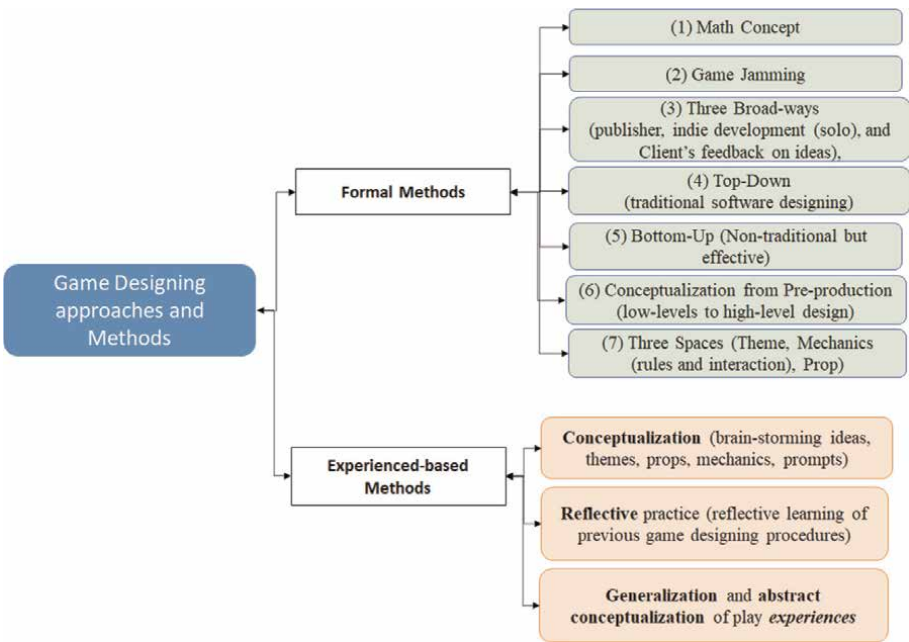 Game Designing
approaches and
Methods
Formal Methods
(1) Math Concept
(2) Game Jamming
(3) Three Broad-ways
(publisher, indie development (solo), and
Client's feedback on ideas),
(4) Top-Down
(traditional software designing)
(5) Bottom-Up (Non-traditional but
effective)
(6) Conceptualization from Pre-production
(low-levels to high-level design)
(7) Three Spaces (Theme, Mechanics
(rules and interaction), Prop)
Experienced-based
Methods
Conceptualization (brain-storming ideas,
themes, props, mechanics, prompts)
Reflective practice (reflective learning of
previous game designing procedures)
Generalization and abstract
conceptualization of play experiences